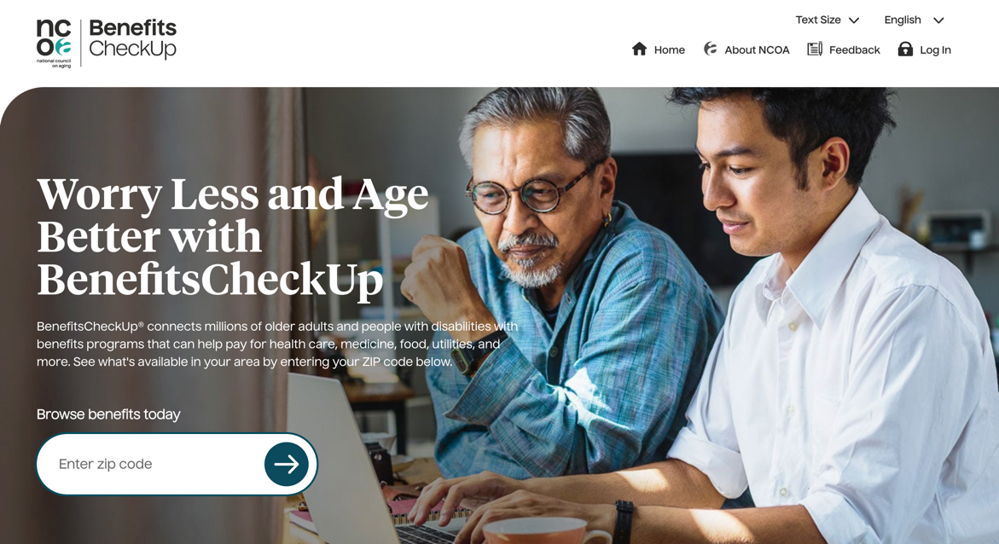 ncoa
national council
on aging
Benefits
CheckUp
Text Size
English
Home
About NCOA
Feedback
Log In
Worry Less and Age
Better with
BenefitsCheckUp
BenefitsCheckUp® connects millions of older adults and people with disabilities with
benefits programs that can help pay for health care, medicine, food, utilities, and
more. See what's available in your area by entering your ZIP code below.
Browse benefits today
Enter zip code